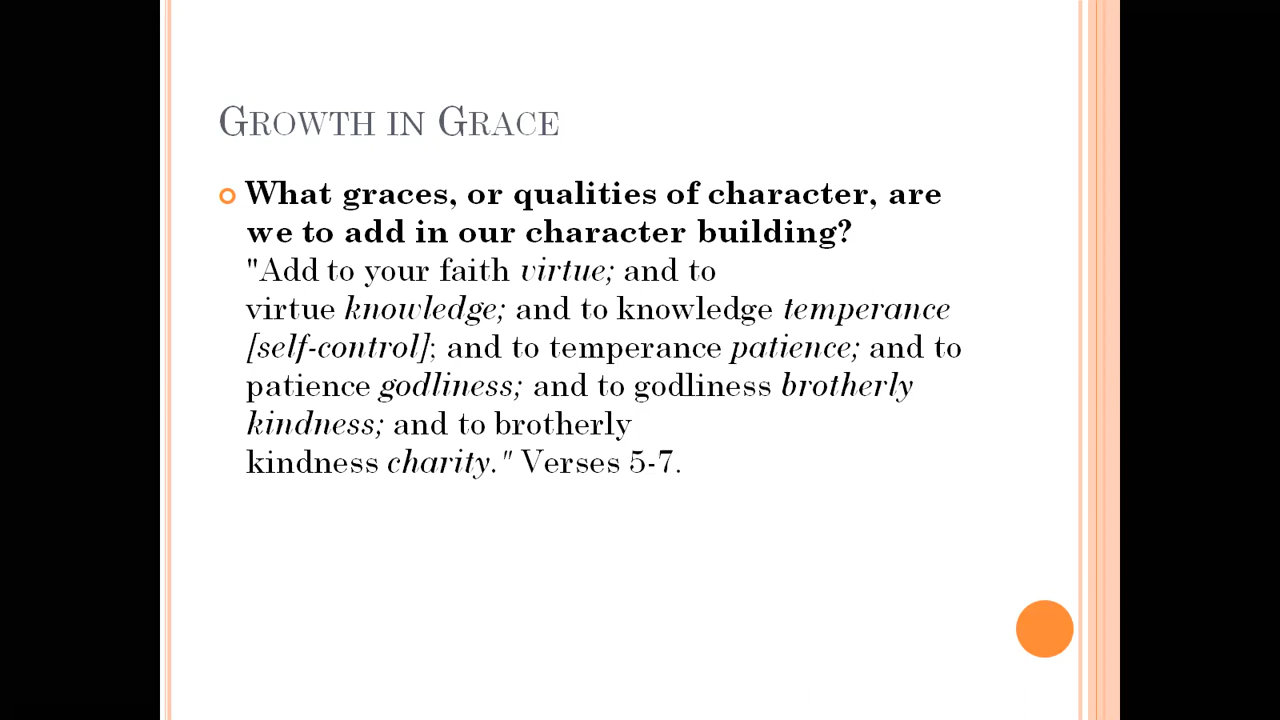 GROWTH IN GRACE
What graces, or qualities of character, are
we to add in our character building?
"Add to your faith virtue; and to
virtue knowledge; and to knowledge temperance
[self-control]; and to temperance patience; and to
patience godliness; and to godliness brotherly
kindness; and to brotherly
kindness charity." Verses 5-7.